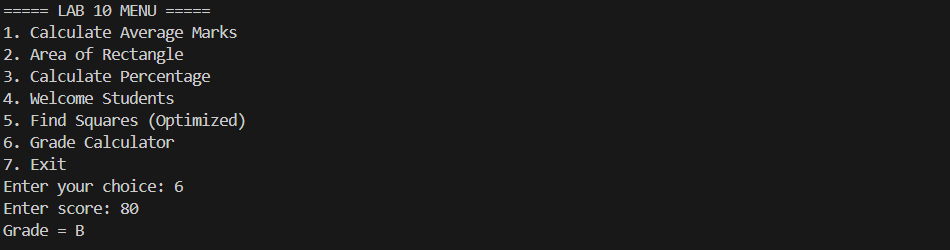 ===== LAB 10 MENU =====
1. Calculate Average Marks
2. Area of Rectangle
3. Calculate Percentage
4. Welcome Students
5. Find Squares (Optimized)
6. Grade Calculator
7. Exit
Enter your choice: 6
Enter score: 80
Grade = B